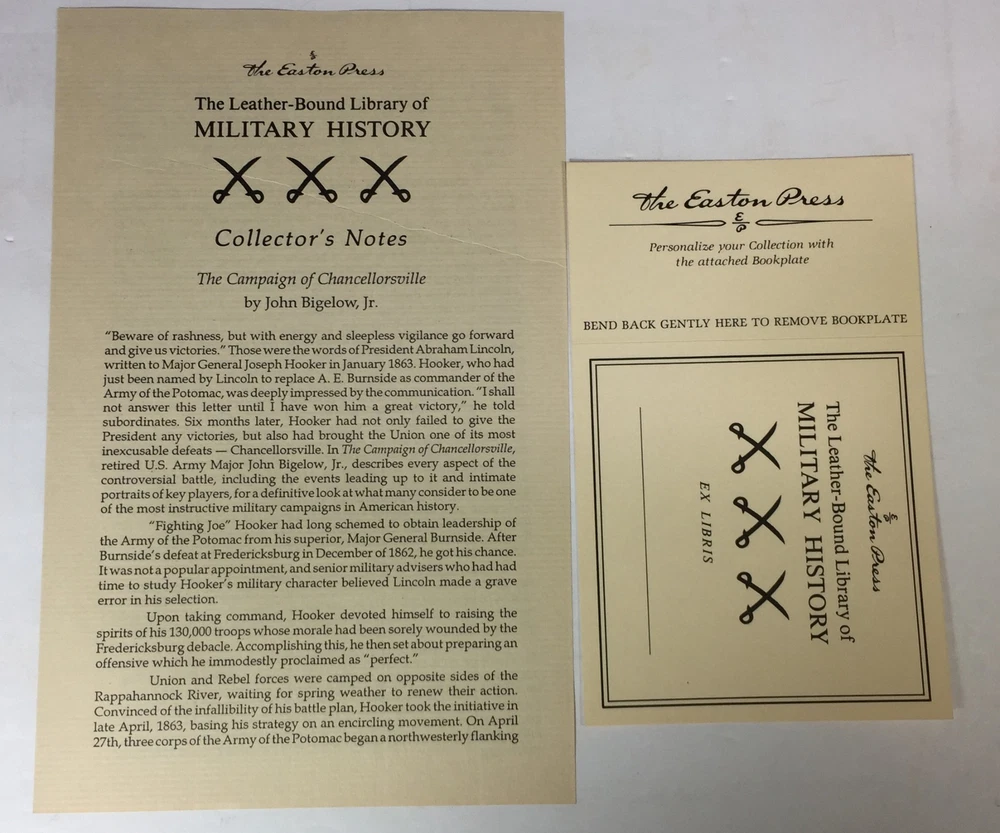 The Easton Press
The Leather-Bound Library of
MILITARY HISTORY
Collector's Notes
The Campaign of Chancellorsville
by John Bigelow, Jr.
"Beware of rashness, but with energy and sleepless vigilance go forward
and give us victories." Those were the words of President Abraham Lincoln,
written to Major General Joseph Hooker in January 1863. Hooker, who had
just been named by Lincoln to replace A. E. Burnside as commander of the
Army of the Potomac, was deeply impressed by the communication. "I shall
not answer this letter until I have won him a great victory," he told
subordinates. Six months later, Hooker had not only failed to give the
President any victories, but also had brought the Union one of its most
inexcusable defeats — Chancellorsville. In The Campaign of Chancellorsville,
retired U.S. Army Major John Bigelow, Jr., describes every aspect of the
controversial battle, including the events leading up to it and intimate
portraits of key players, for a definitive look at what many consider to be one
of the most instructive military campaigns in American history.
"Fighting Joe" Hooker had long schemed to obtain leadership of
the Army of the Potomac from his superior, Major General Burnside. After
Burnside's defeat at Fredericksburg in December of 1862, he got his chance.
It was not a popular appointment, and senior military advisers who had had
time to study Hooker's military character believed Lincoln made a grave
error in his selection.
Upon taking command, Hooker devoted himself to raising the
spirits of his 130,000 troops whose morale had been sorely wounded by the
Fredericksburg debacle. Accomplishing this, he then set about preparing an
offensive which he immodestly proclaimed as "perfect."
Union and Rebel forces were camped on opposite sides of the
Rappahannock River, waiting for spring weather to renew their action.
Convinced of the infallibility of his battle plan, Hooker took the initiative in
late April, 1863, basing his strategy on an encircling movement. On April
27th, three corps of the Army of the Potomac began a northwesterly flanking
The Easton Press
Personalize your Collection with
the attached Bookplate
BEND BACK GENTLY HERE TO REMOVE BOOKPLATE
The Easton Press
The Leather-Bound Library of
MILITARY HISTORY
EX LIBRIS